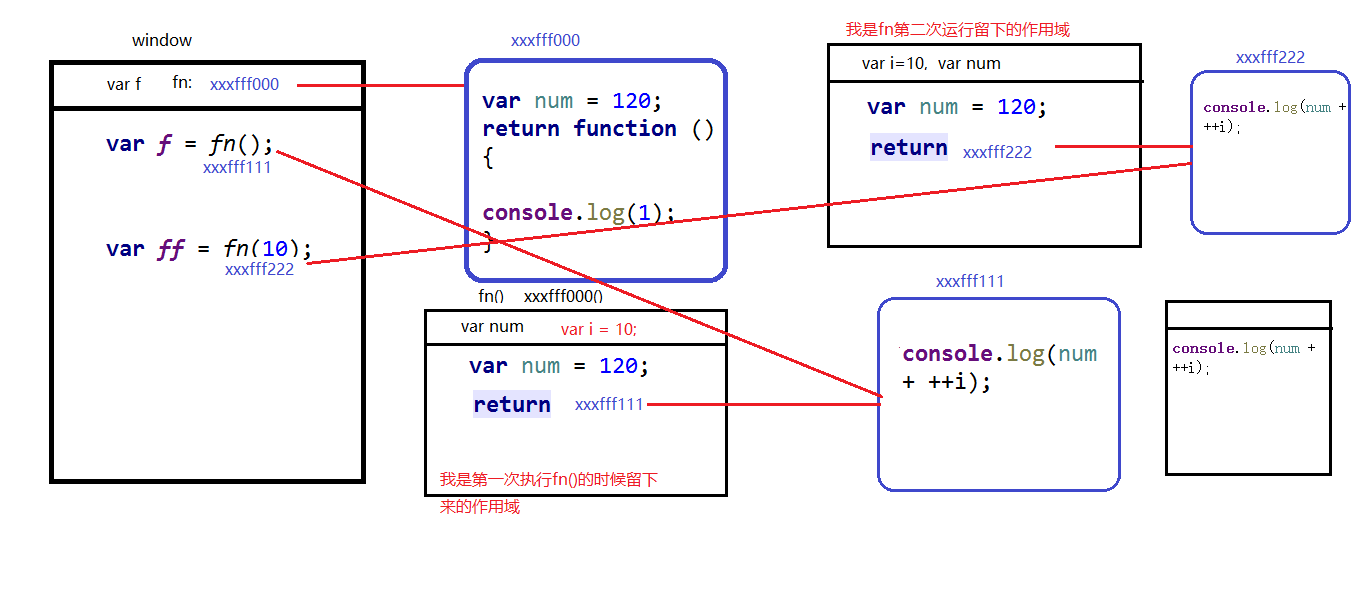 window
var f fn: xxxfff000
var f = fn();
xxxfff111
var ff = fn(10);
xxxfff222
xxxfff000
var num = 120;
return function ()
{
console.log(1);
}
fn() xxxfff000()
var num var i = 10;
var num = 120;
return xxxfff111
我是第一次执行fn()的时候留下
来的作用域
我是fn第二次运行留下的作用域
var i=10, var num
var num = 120;
return xxxfff222
xxxfff222
console.log(num +
++i);
xxxfff111
console.log(num
+ ++i);
console.log(num +
++i);